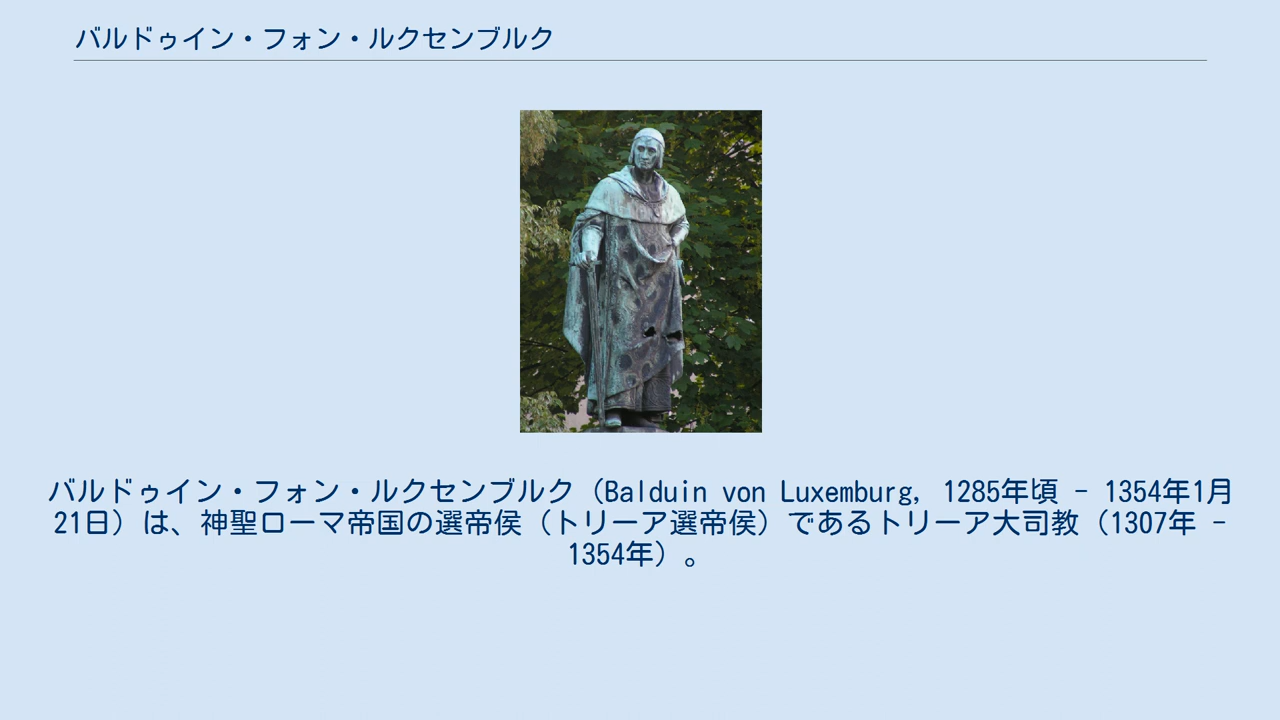 バルドゥイン・フォン・ルクセンブルク
バルドゥイン・フォン・ルクセンブルク（Balduin von Luxemburg, 1285年頃 - 1354年1月
21日）は、神聖ローマ帝国の選帝侯（トリーア選帝侯）であるトリーア大司教（1307年 -
1354年）。